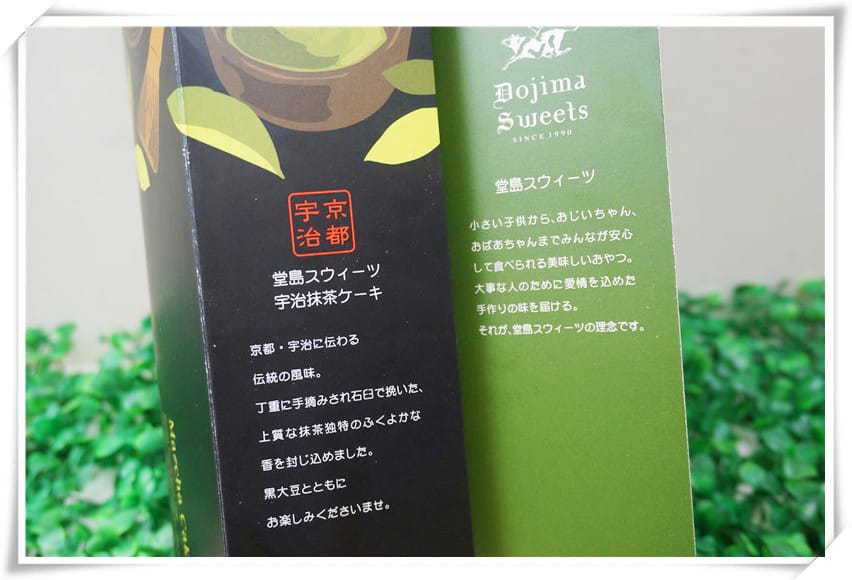 京都
宇治
堂島スウィーツ
宇治抹茶ケーキ
京都・宇治に伝わる
伝統の風味。
丁重に手摘みされ石臼で挽いた、
上質な抹茶独特のふくよかな
香を封じ込めました。
黒大豆とともに
お楽しみくださいませ。
Dojima
Sweets
SINCE 1990
堂島スウィーツ
小さい子供から、おじいちゃん、
おばあちゃんまでみんなが安心
して食べられる美味しいおやつ。
大事な人のために愛情を込めた
手作りの味を届ける。
それが、堂島スウィーツの理念です。
Matcha